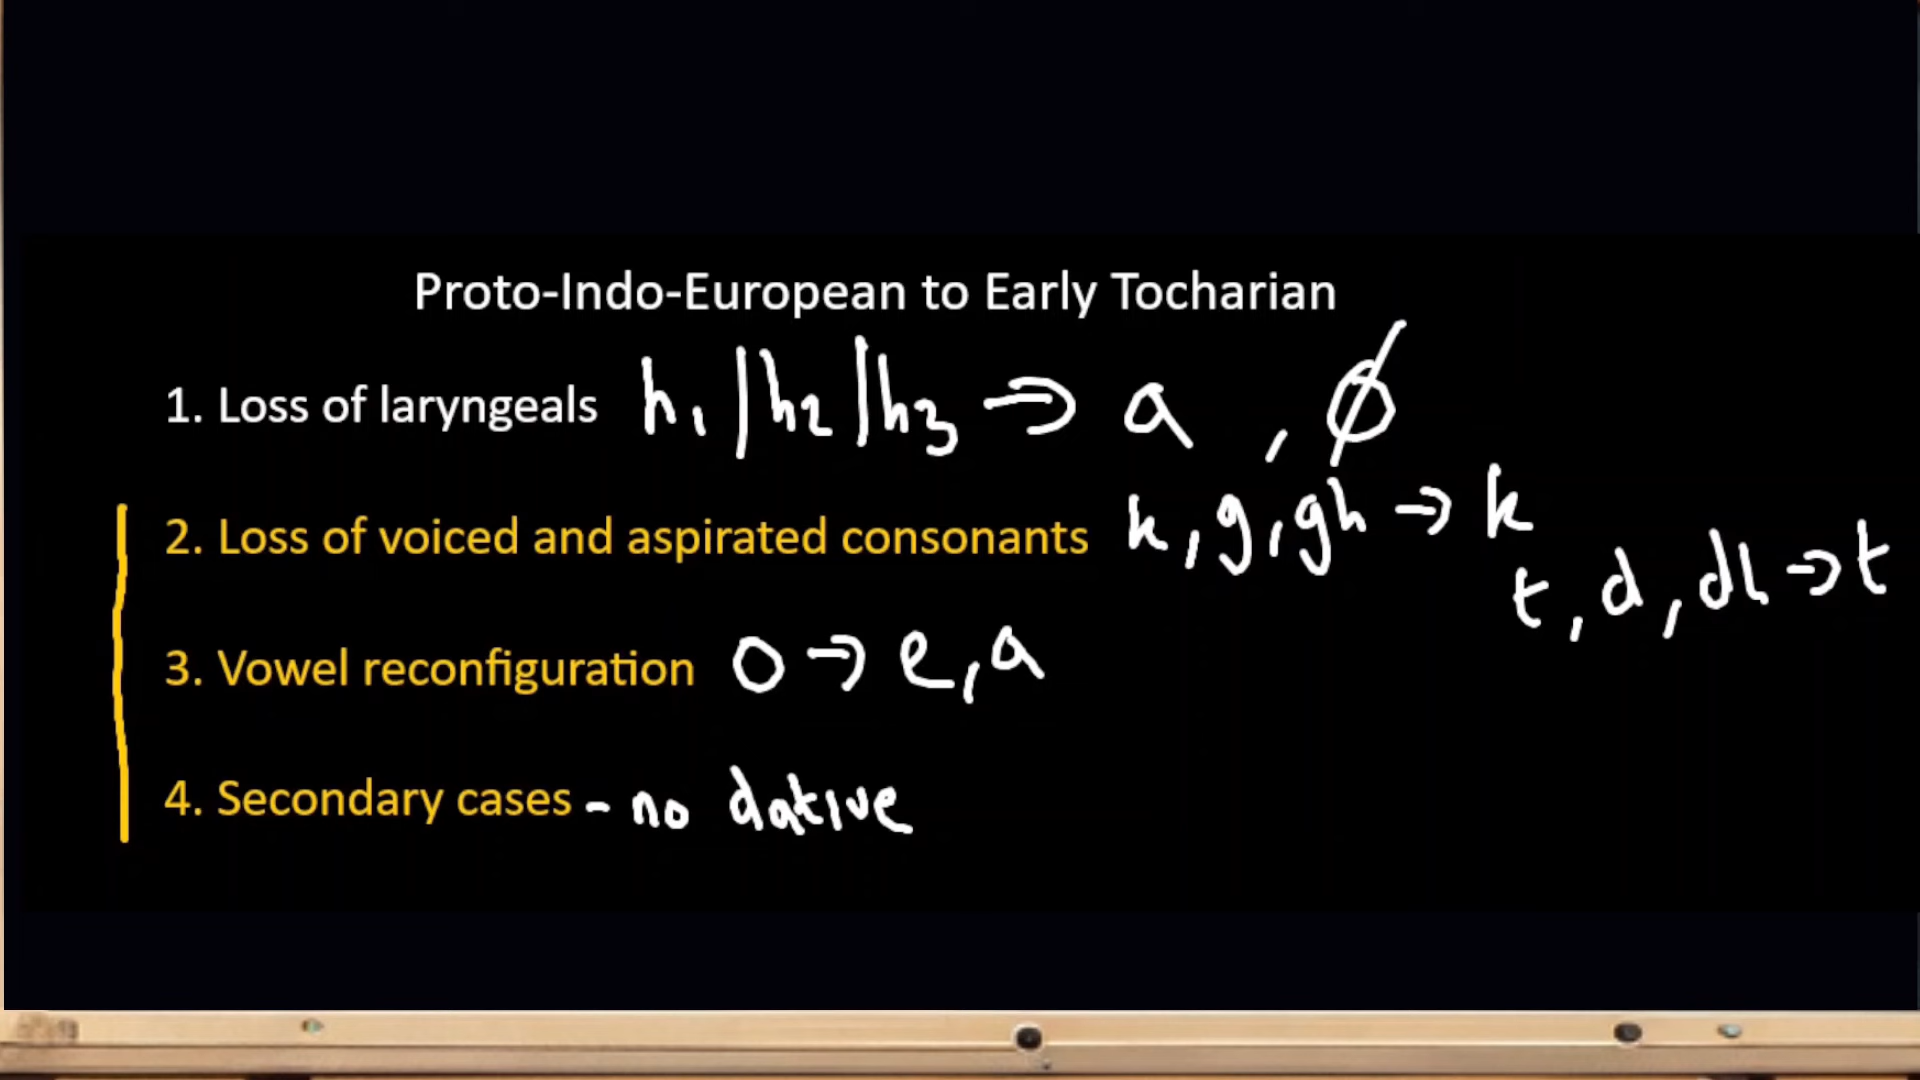 Proto-Indo-European to Early Tocharian
1. Loss of laryngeals h1|h2|h3 → a, ∅
2. Loss of voiced and aspirated consonants k, g, gh → k
t, d, dh → t
3. Vowel reconfiguration o → e, a
4. Secondary cases - no dative